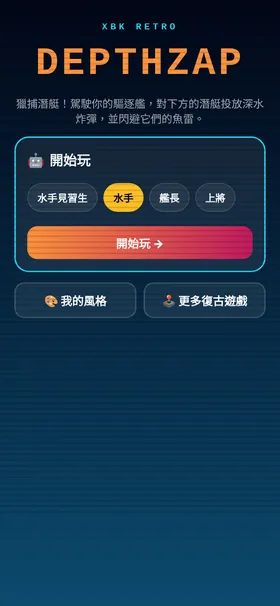 XBK RETRO
DEPTHZAP
獵捕潛艇！駕駛你的驅逐艦，對下方的潛艇投放深水
炸彈，並閃避它們的魚雷。
🤖 開始玩
水手見習生 水手 艦長 上將
開始玩 →
🎨 我的風格 🕹️ 更多復古遊戲